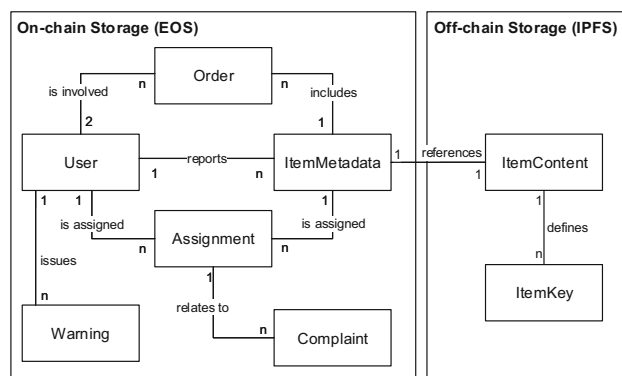 On-chain Storage (EOS)
Off-chain Storage (IPFS)
Order
is involved
n
n
includes
2
1
User
reports
ItemMetadata
1
n
1
references
1
ItemContent
1
1
1
1
is assigned
is assigned
n
Assignment
n
defines
issues
1
n
relates to
ItemKey
n
n
Warning
Complaint